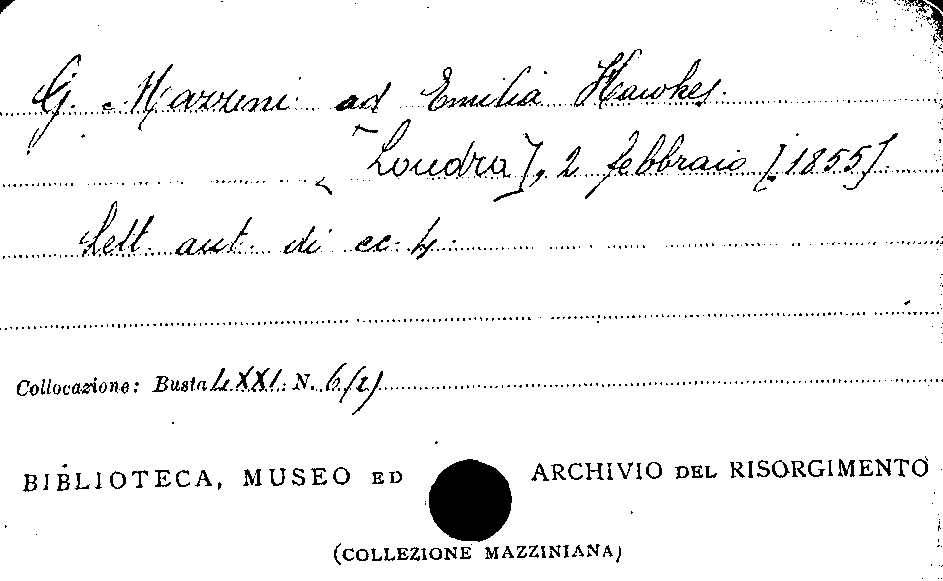 G. Mazzini ad Emilia Hawkes.
[Londra], 2 febbraio [1855].
Lett. aut. di cc. 4.
Collocazione: Busta LXXI. N. 6/2)
BIBLIOTECA, MUSEO ED ARCHIVIO DEL RISORGIMENTO
(COLLEZIONE MAZZINIANA)